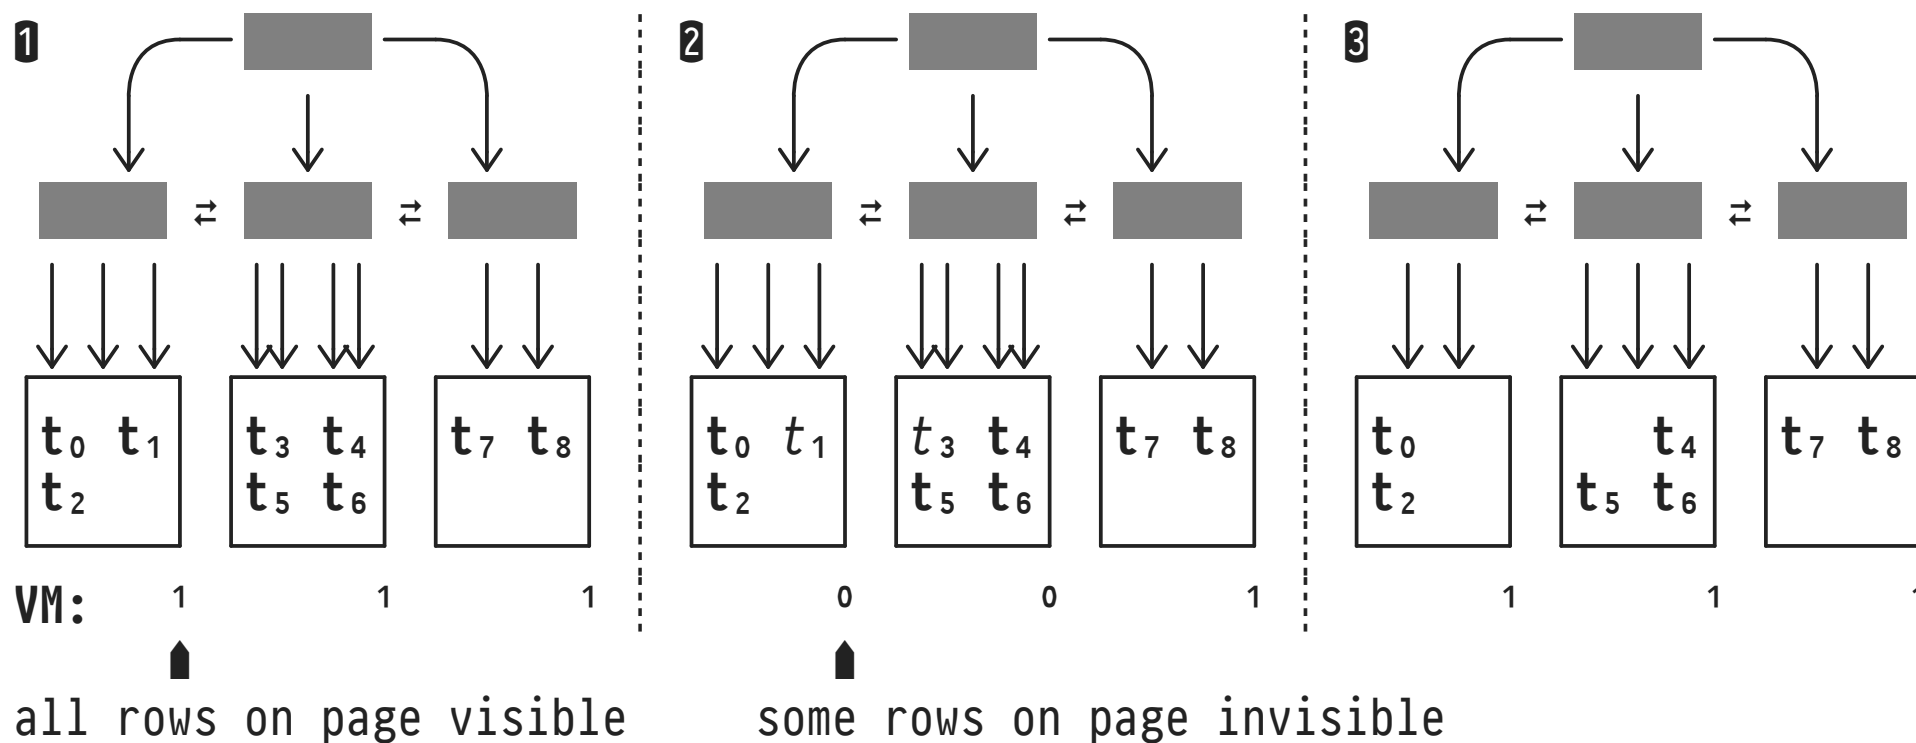 1 2 3
t0 t1 t3 t4 t7 t8 t0 t1 t3 t4 t7 t8 t0 t4 t7 t8
t2 t5 t6 t2 t5 t6 t2 t5 t6
VM: 1 1 1 0 0 1 1 1 1
all rows on page visible some rows on page invisible